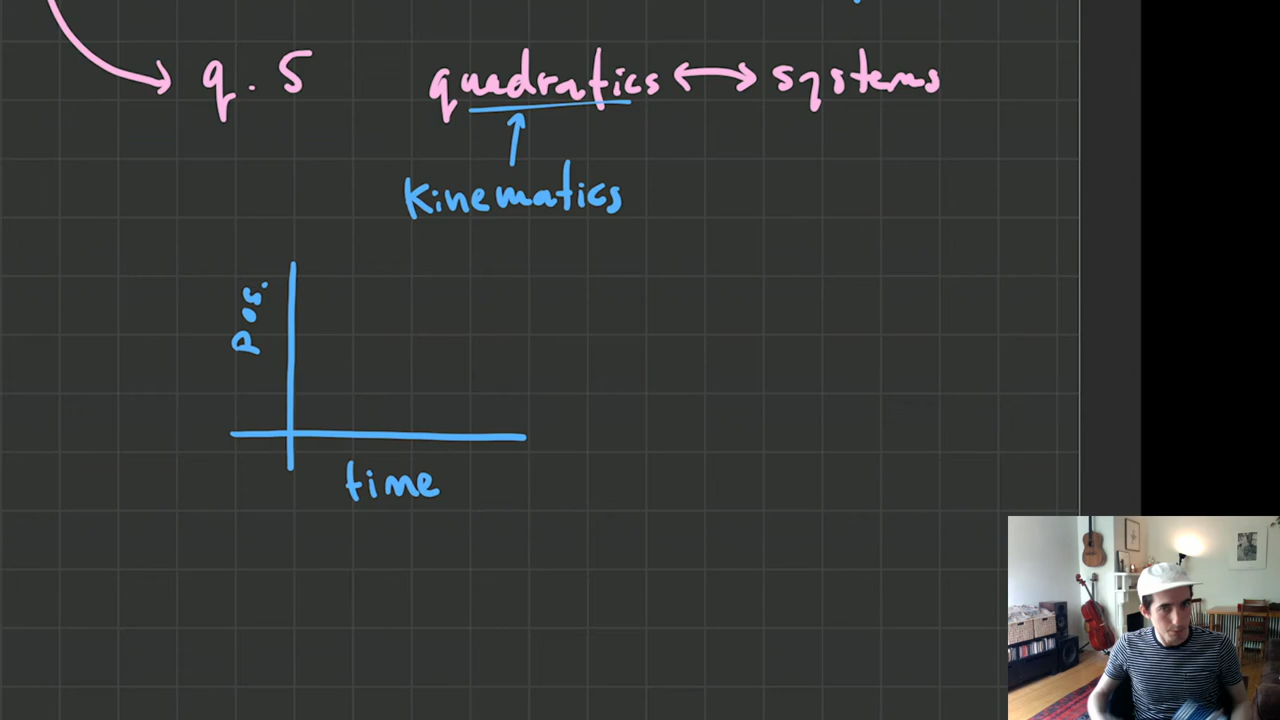 q. 5 quadratics ↔ systems
Kinematics
pos.
time